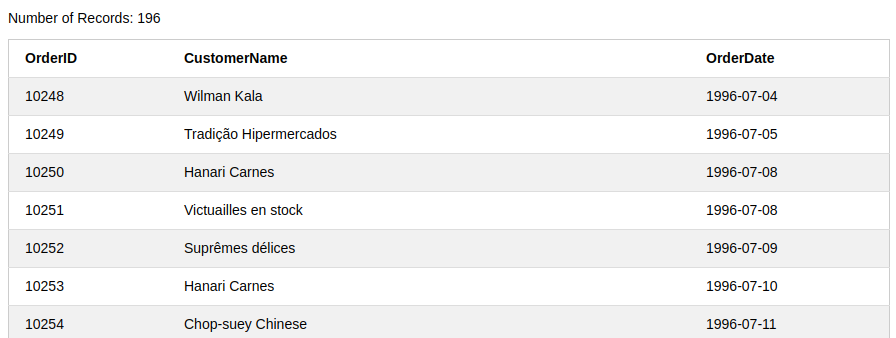 Number of Records: 196
OrderID CustomerName OrderDate
10248 Wilman Kala 1996-07-04
10249 Tradição Hipermercados 1996-07-05
10250 Hanari Carnes 1996-07-08
10251 Victuailles en stock 1996-07-08
10252 Suprêmes délices 1996-07-09
10253 Hanari Carnes 1996-07-10
10254 Chop-suey Chinese 1996-07-11